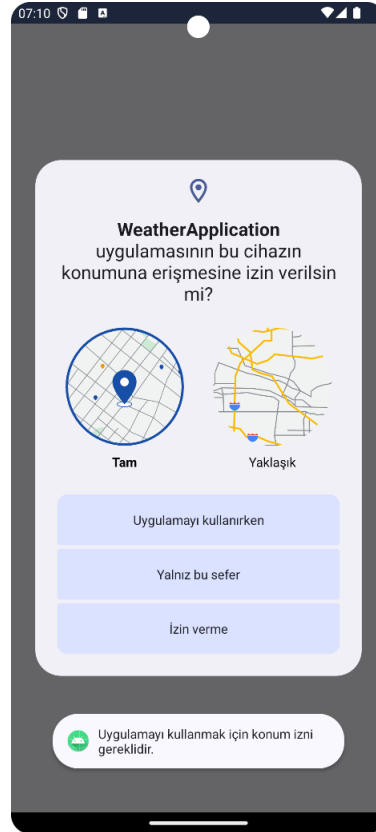 07:10
WeatherApplication
uygulamasının bu cihazın
konumuna erişmesine izin verilsin
mi?
Tam
Yaklaşık
Uygulamayı kullanırken
Yalnız bu sefer
İzin verme
Uygulamayı kullanmak için konum izni
gereklidir.